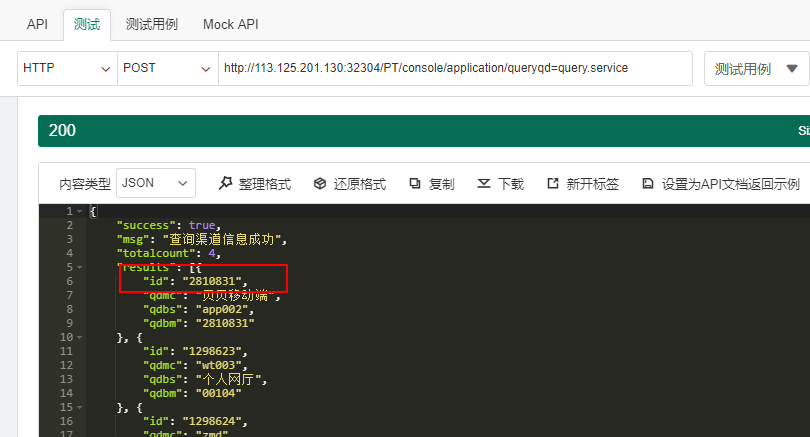 API 测试 测试用例 Mock API
HTTP POST http://113.125.201.130:32304/PT/console/application/queryqd=query.service 测试用例
200 Si
内容类型 JSON 整理格式 还原格式 复制 下载 新开标签 设置为API文档返回示例
1 {
2 "success": true,
3 "msg": "查询渠道信息成功",
4 "totalcount": 4,
5 "results": [{
6 "id": "2810831",
7 "qdmc": "贝贝移动端",
8 "qdbs": "app002",
9 "qdbm": "2810831"
10 }, {
11 "id": "1298623",
12 "qdmc": "wt003",
13 "qdbs": "个人网厅",
14 "qdbm": "00104"
15 }, {
16 "id": "1298624",
17 "qdmc": "zmd"